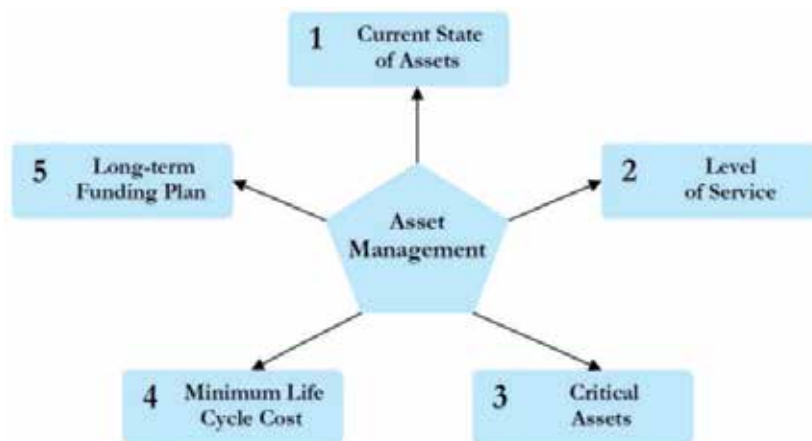 1 Current State
of Assets
5 Long-term
Funding Plan
2 Level
of Service
Asset
Management
4 Minimum Life
Cycle Cost
3 Critical
Assets